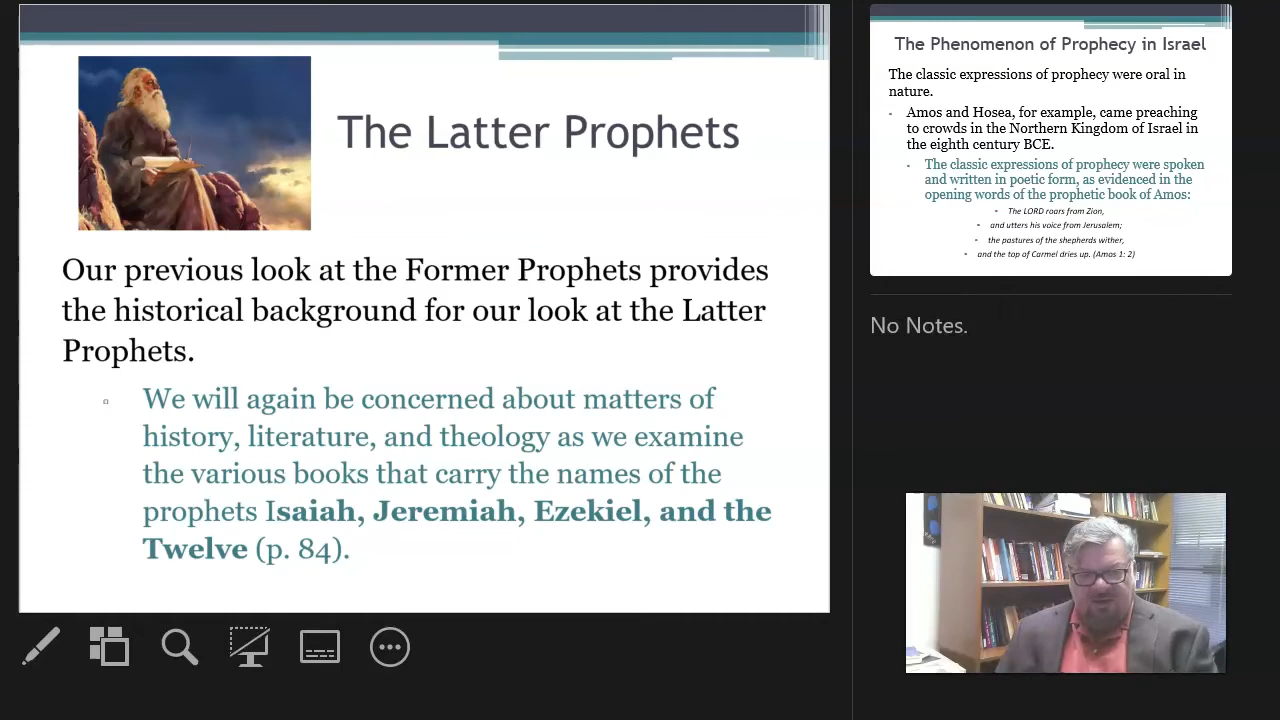 The Latter Prophets
Our previous look at the Former Prophets provides
the historical background for our look at the Latter
Prophets.
▫ We will again be concerned about matters of
history, literature, and theology as we examine
the various books that carry the names of the
prophets Isaiah, Jeremiah, Ezekiel, and the
Twelve (p. 84).
The Phenomenon of Prophecy in Israel
The classic expressions of prophecy were oral in
nature.
▫ Amos and Hosea, for example, came preaching
to crowds in the Northern Kingdom of Israel in
the eighth century BCE.
▫ The classic expressions of prophecy were spoken
and written in poetic form, as evidenced in the
opening words of the prophetic book of Amos:
▫ The LORD roars from Zion,
▫ and utters his voice from Jerusalem;
▫ the pastures of the shepherds wither,
▫ and the top of Carmel dries up. (Amos 1: 2)
No Notes.